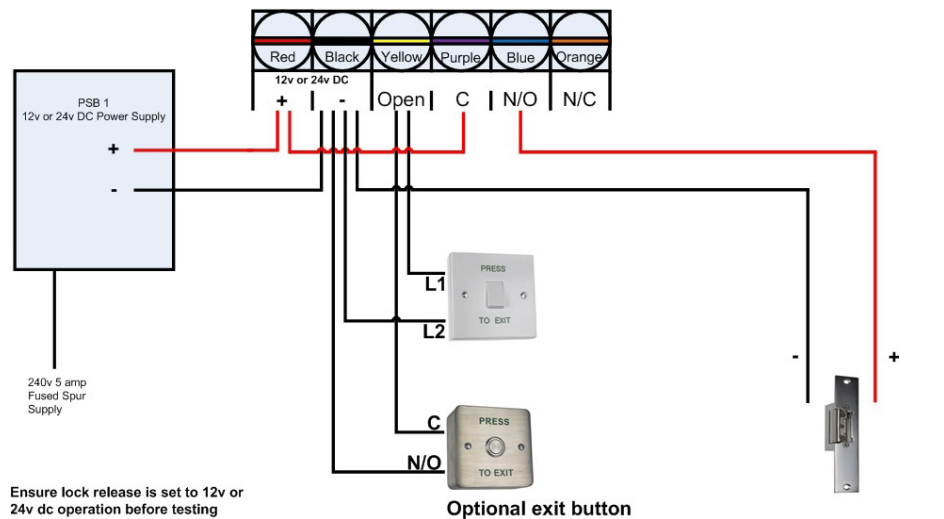 Red Black Yellow Purple Blue Orange
12v or 24v DC
+ - Open C N/O N/C
PSB 1
12v or 24v DC Power Supply
+
-
PRESS
L1
TO EXIT
L2
- +
240v 5 amp
Fused Spur
Supply
C PRESS
N/O TO EXIT
Ensure lock release is set to 12v or
24v dc operation before testing
Optional exit button